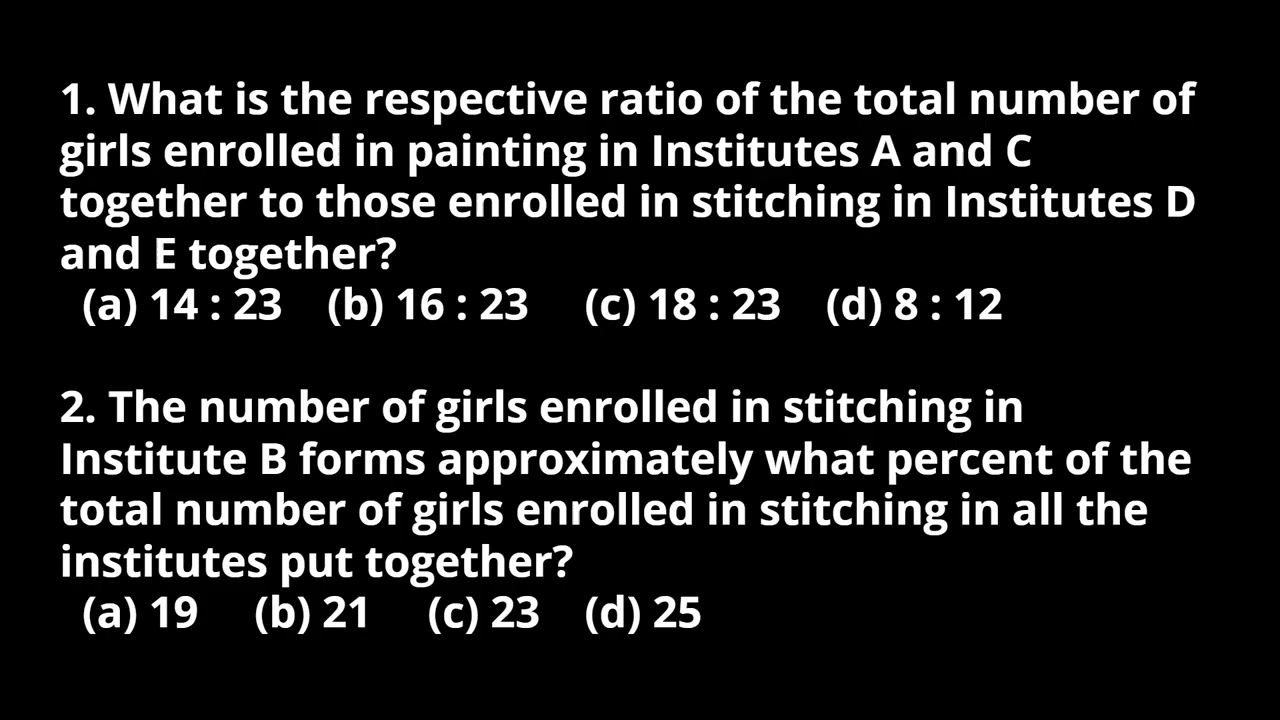 1. What is the respective ratio of the total number of
girls enrolled in painting in Institutes A and C
together to those enrolled in stitching in Institutes D
and E together?
(a) 14 : 23 (b) 16 : 23 (c) 18 : 23 (d) 8 : 12
2. The number of girls enrolled in stitching in
Institute B forms approximately what percent of the
total number of girls enrolled in stitching in all the
institutes put together?
(a) 19 (b) 21 (c) 23 (d) 25